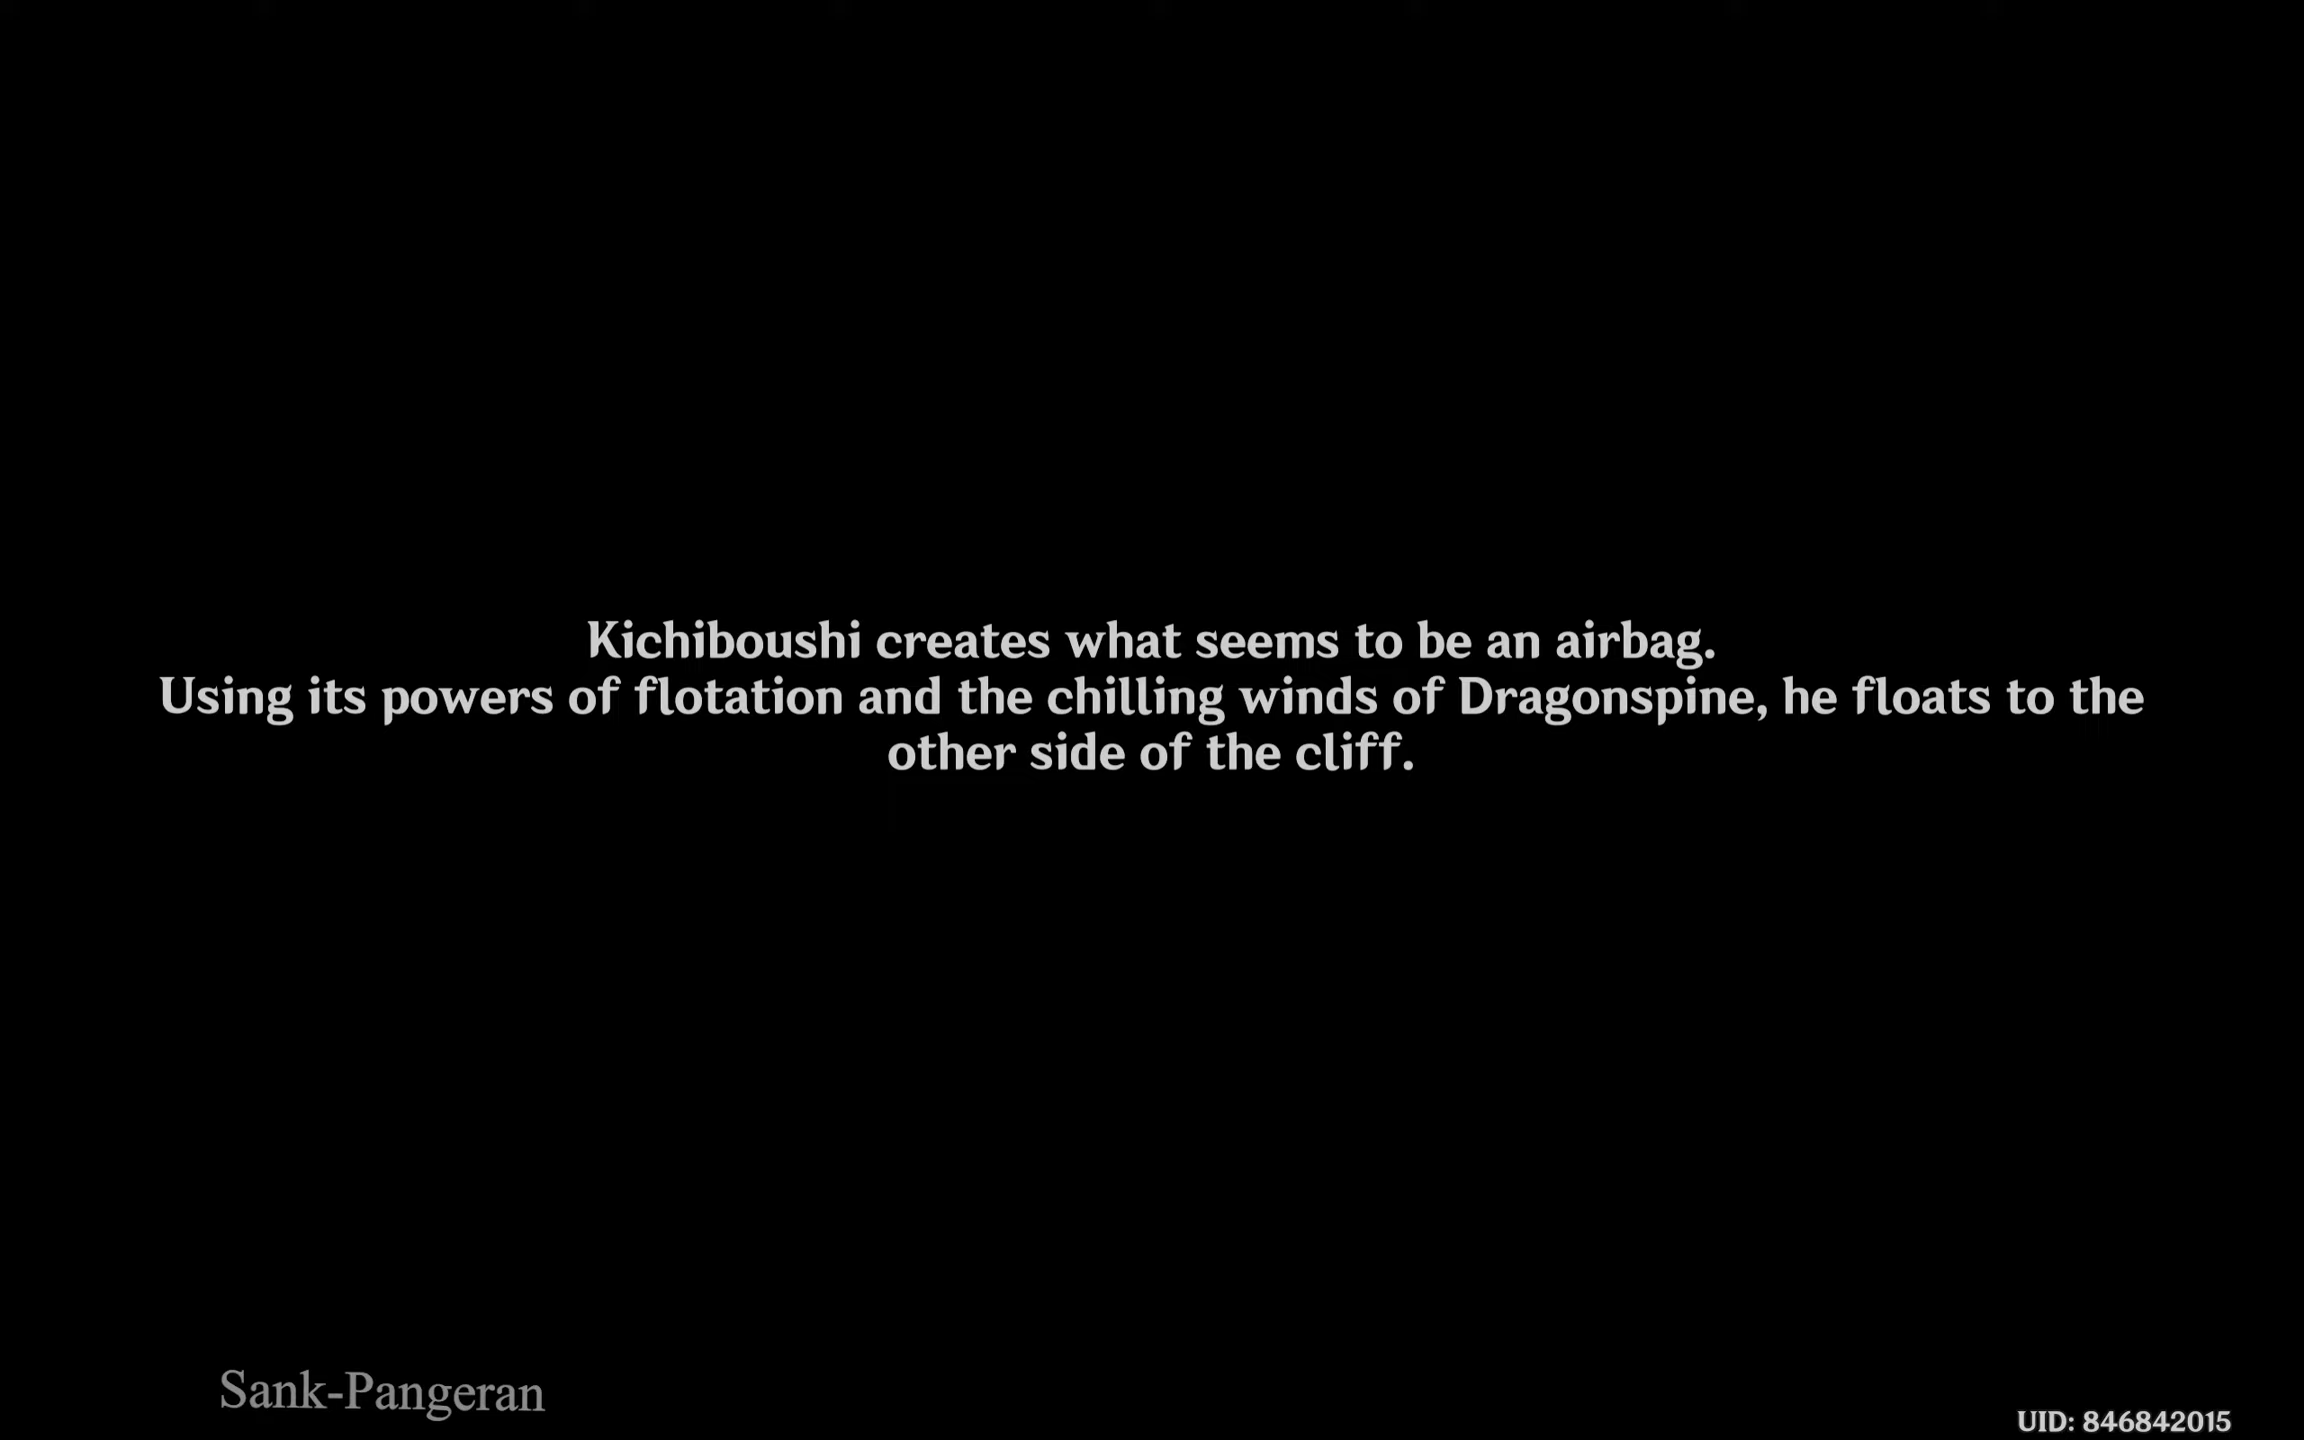 Kichiboushi creates what seems to be an airbag.
Using its powers of flotation and the chilling winds of Dragonspine, he floats to the
other side of the cliff.
Sank-Pangeran
UID: 846842015